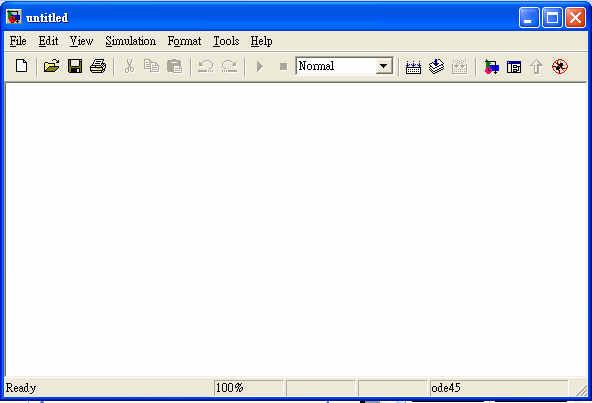 untitled
File Edit View Simulation Format Tools Help
Normal
Ready 100% ode45